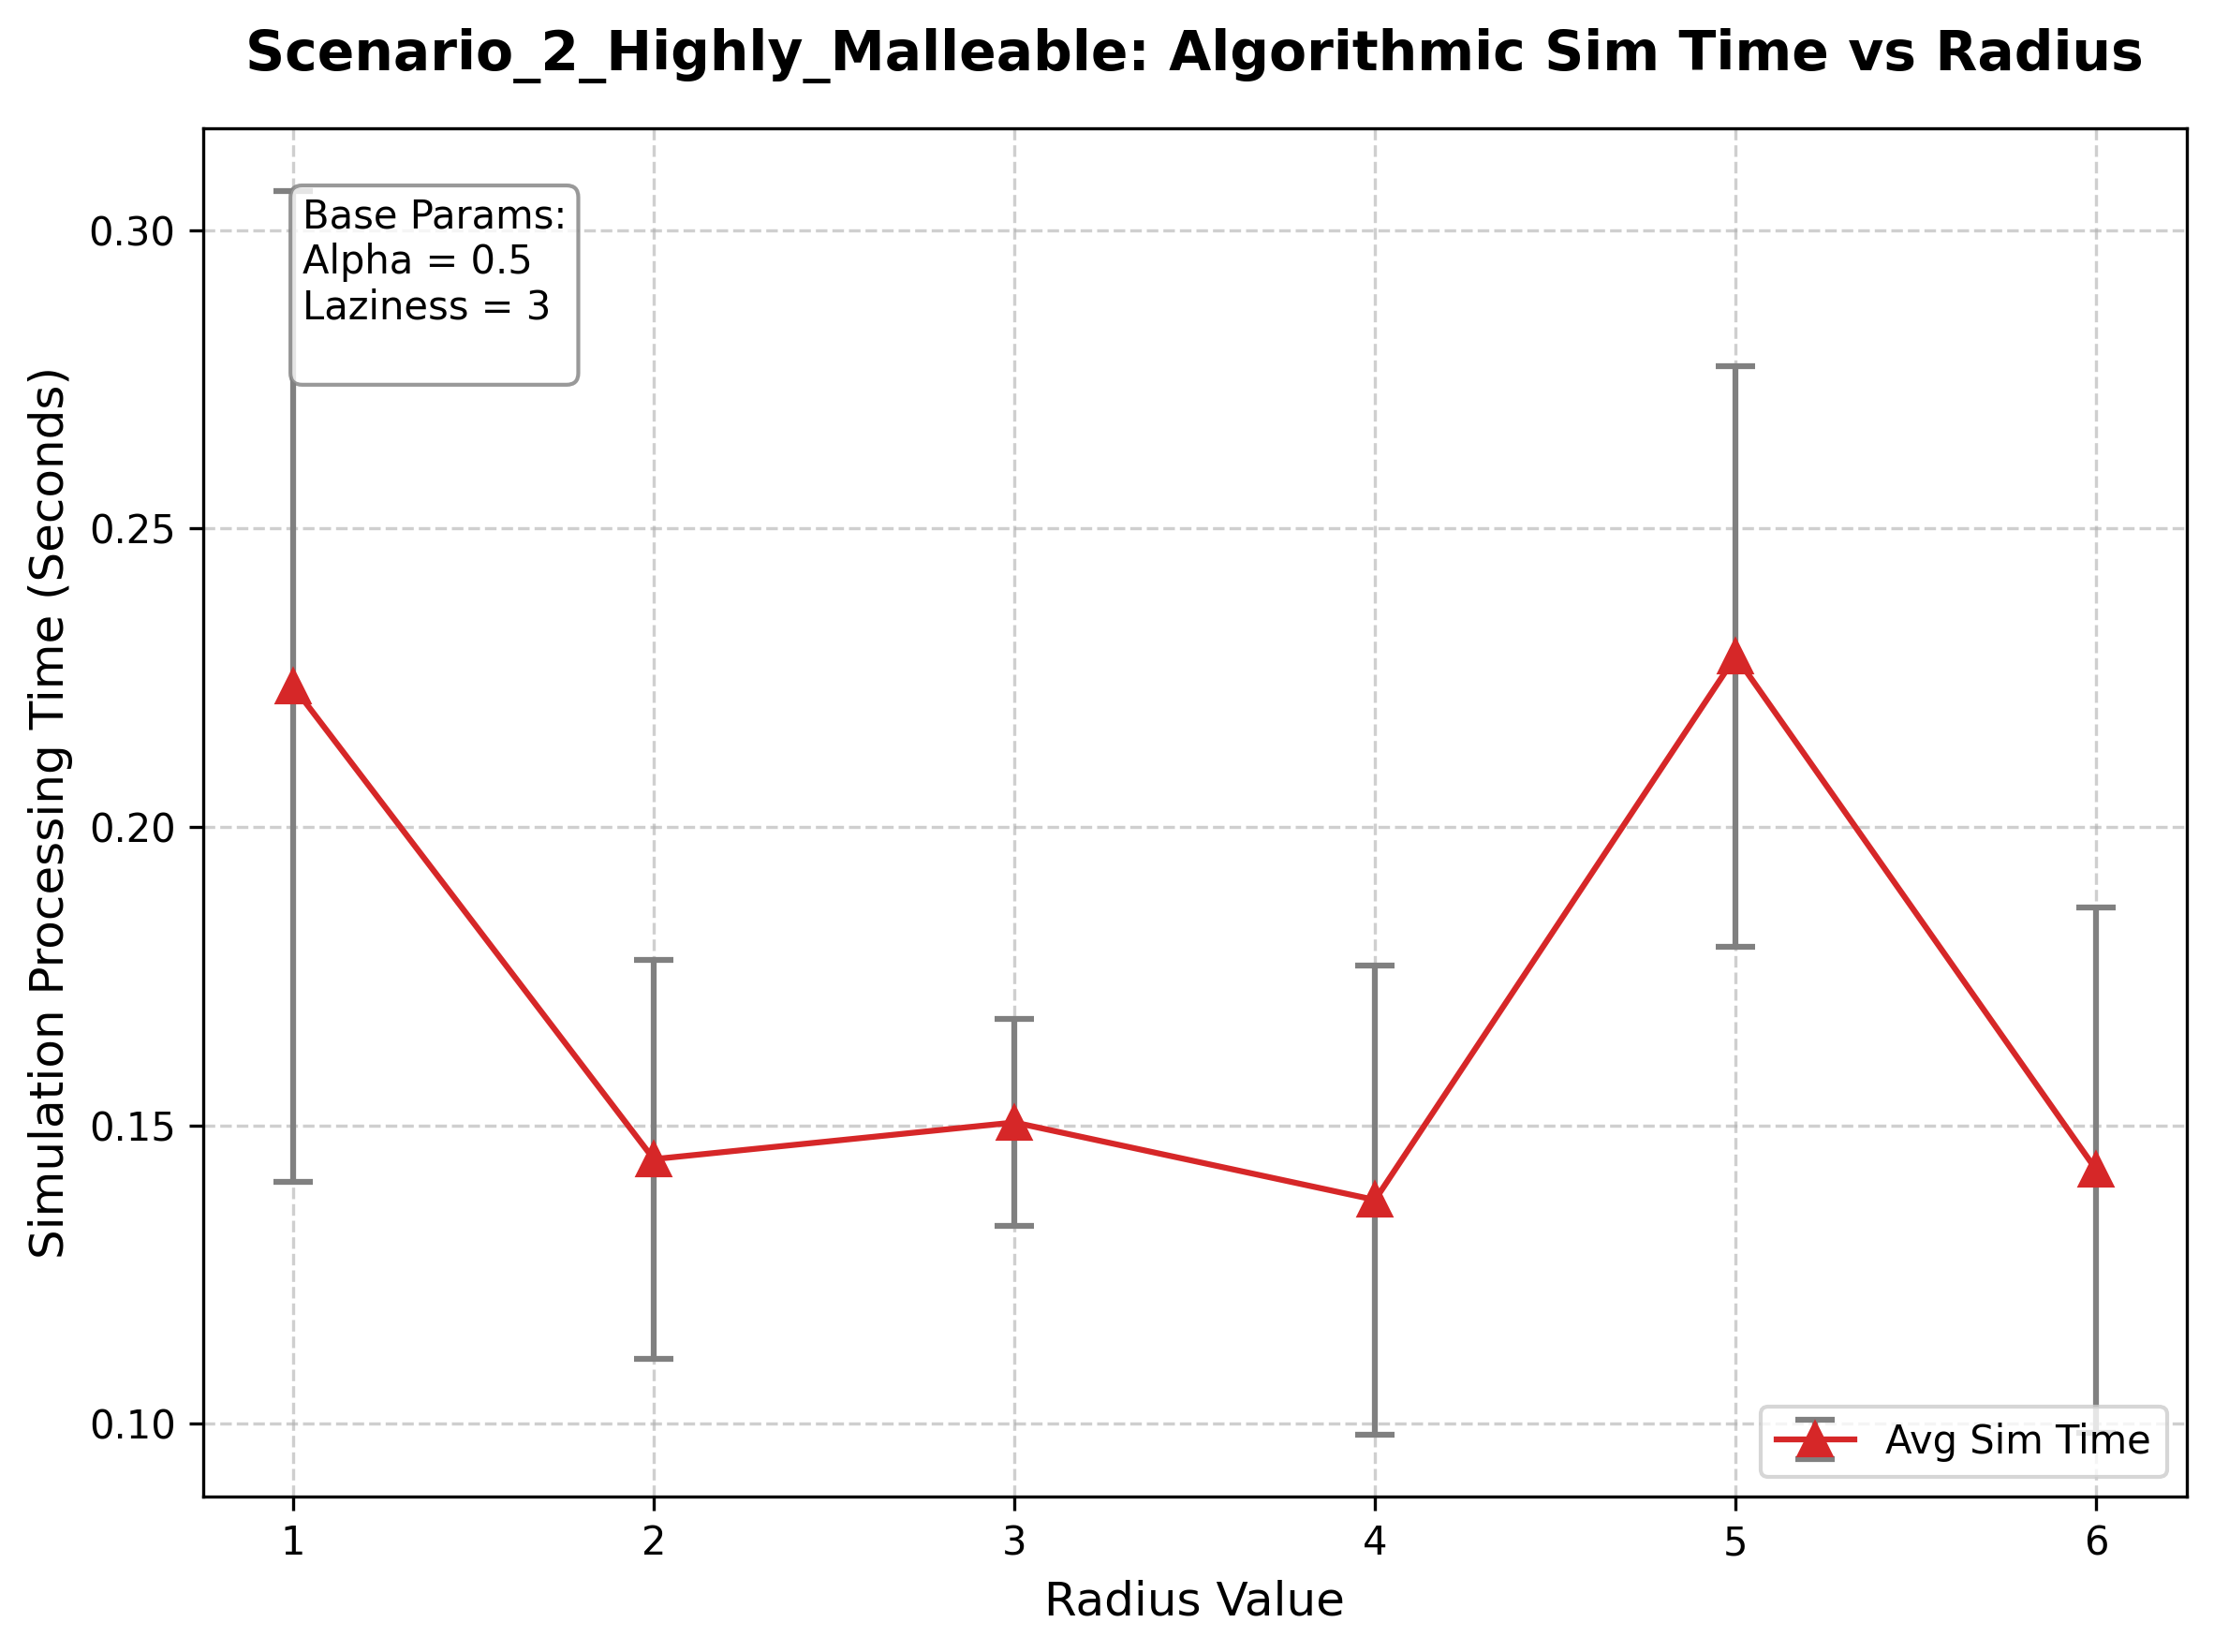 Scenario_2_Highly_Malleable: Algorithmic Sim Time vs Radius
Base Params:
Alpha = 0.5
Laziness = 3
Simulation Processing Time (Seconds)
0.30
0.25
0.20
0.15
0.10
Avg Sim Time
1 2 3 4 5 6
Radius Value